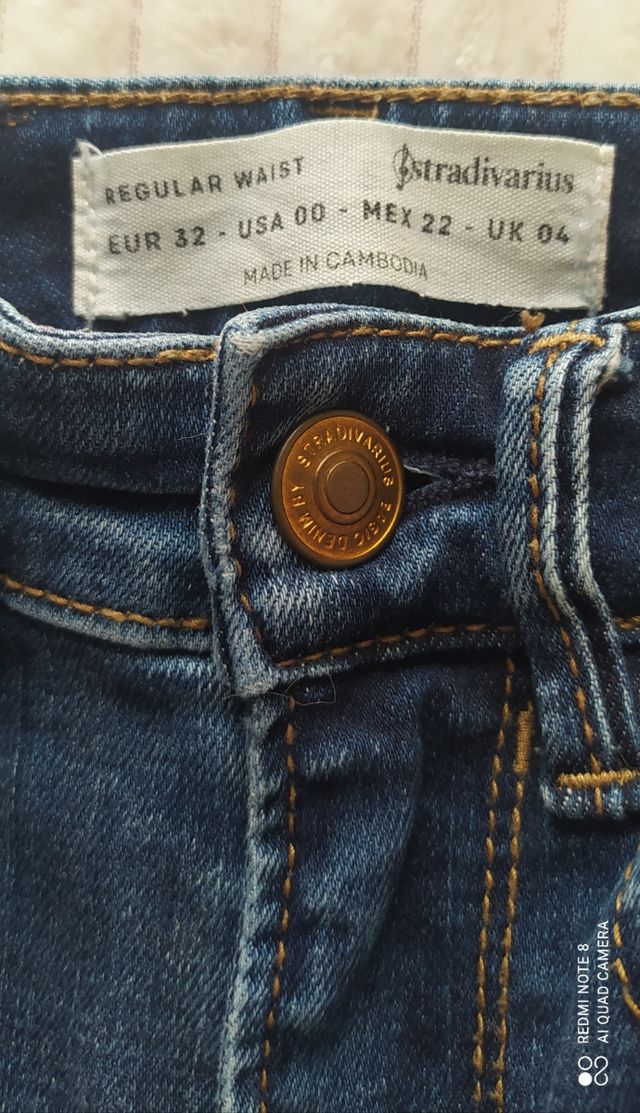 REGULAR WAIST
stradivarius
EUR 32 - USA 00 - MEX 22 - UK 04
MADE IN CAMBODIA
STRADIVARIUS BASIC DENIM BY
REDMI NOTE 8
AI QUAD CAMERA